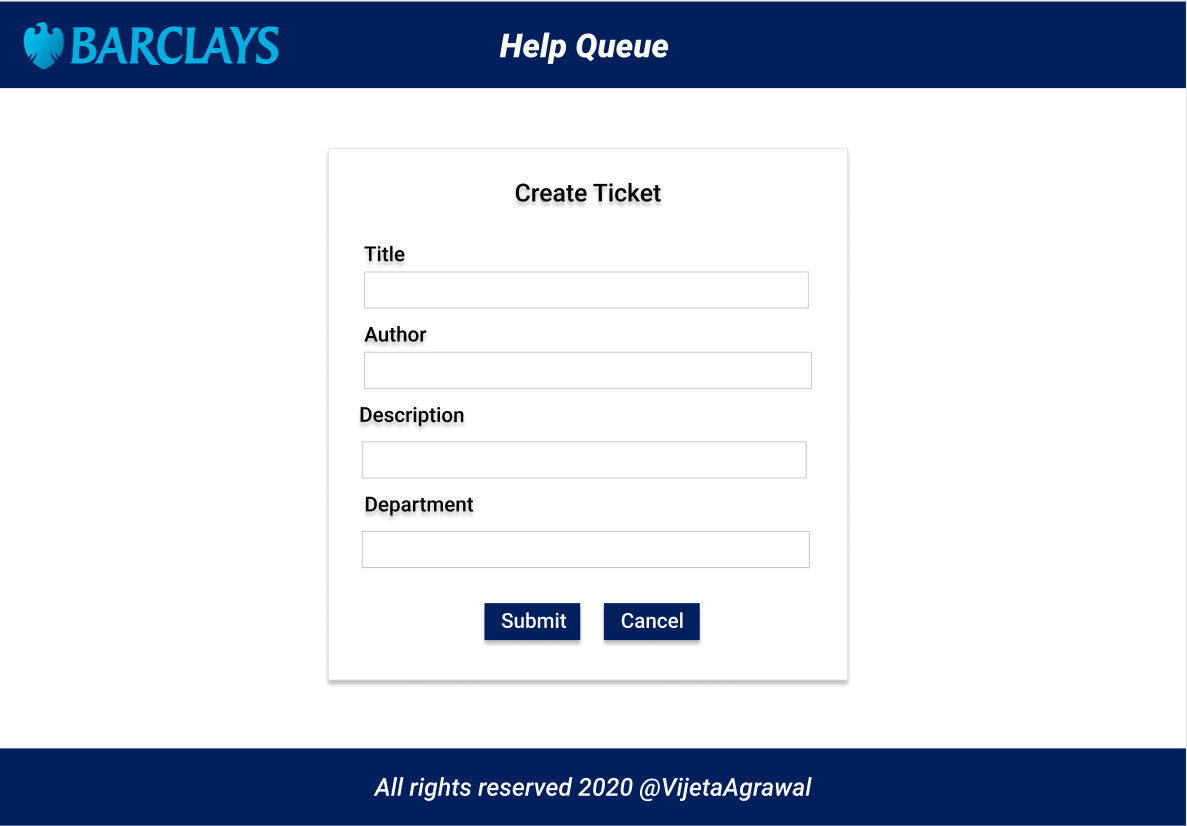 BARCLAYS
Help Queue
Create Ticket
Title
Author
Description
Department
Submit Cancel
All rights reserved 2020 @VijetaAgrawal